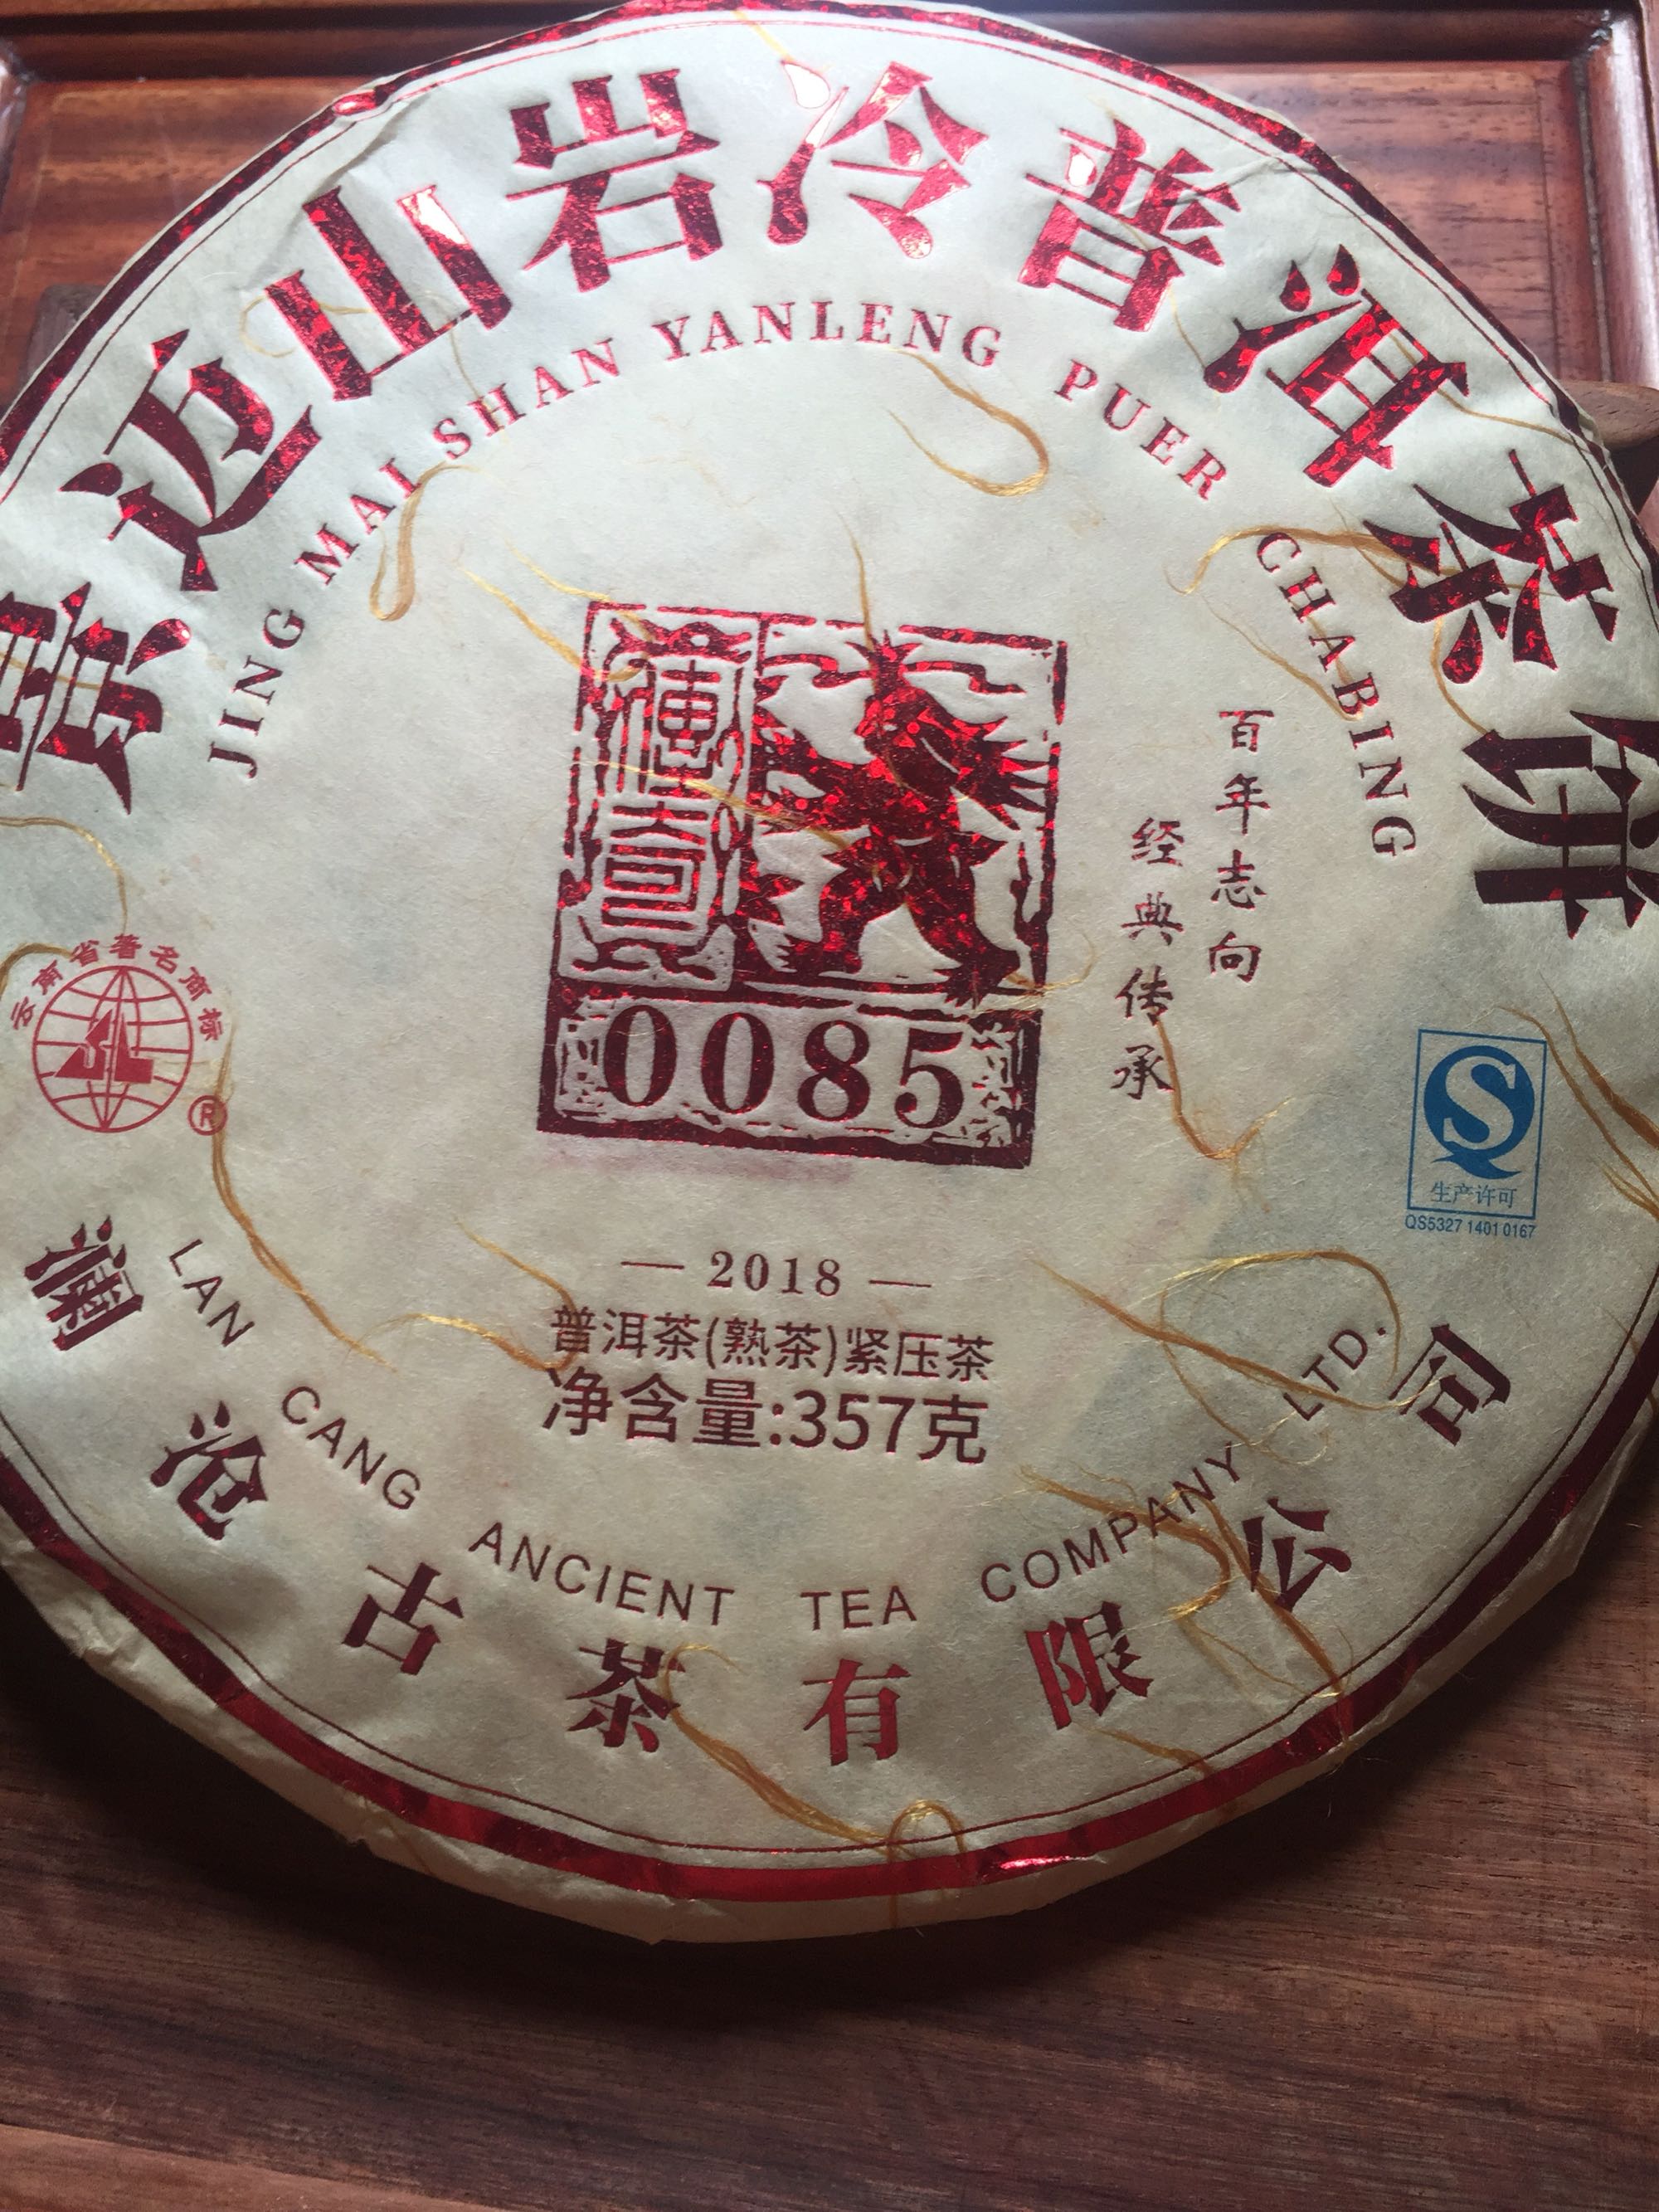 景迈山岩冷普洱茶饼
JING MAI SHAN YANLENG PUER CHABING
0085
百年志向
经典传承
云南省著名商标
®
生产许可
QS5327 1401 0167
— 2018 —
普洱茶(熟茶)紧压茶
净含量:357克
LAN CANG ANCIENT TEA COMPANY LTD.
澜沧古茶有限公司